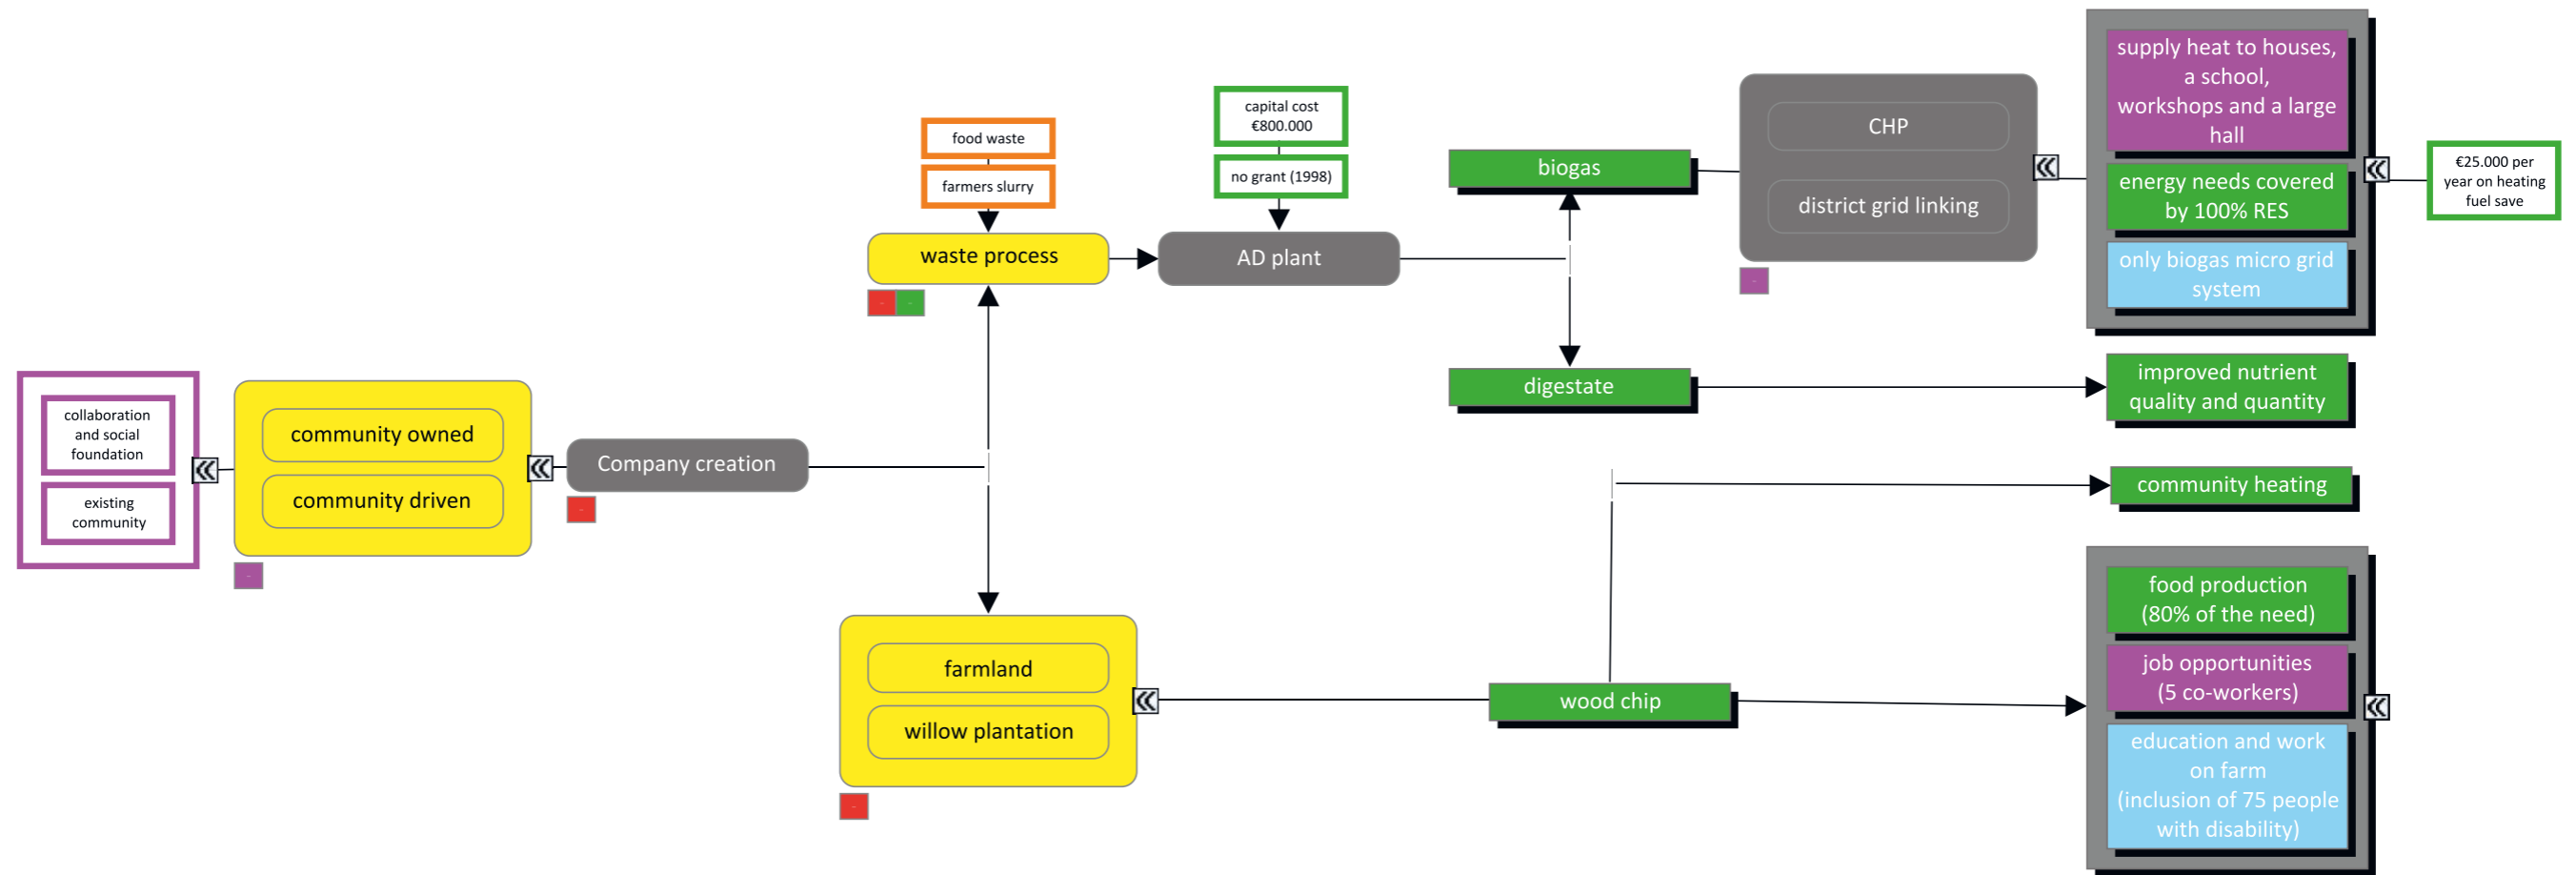 collaboration
and social
foundation
existing
community
community owned
community driven
Company creation
food waste
farmers slurry
waste process
capital cost
€800.000
no grant (1998)
AD plant
farmland
willow plantation
biogas
digestate
wood chip
CHP
district grid linking
supply heat to houses,
a school,
workshops and a large
hall
energy needs covered
by 100% RES
only biogas micro grid
system
€25.000 per
year on heating
fuel save
improved nutrient
quality and quantity
community heating
food production
(80% of the need)
job opportunities
(5 co-workers)
education and work
on farm
(inclusion of 75 people
with disability)